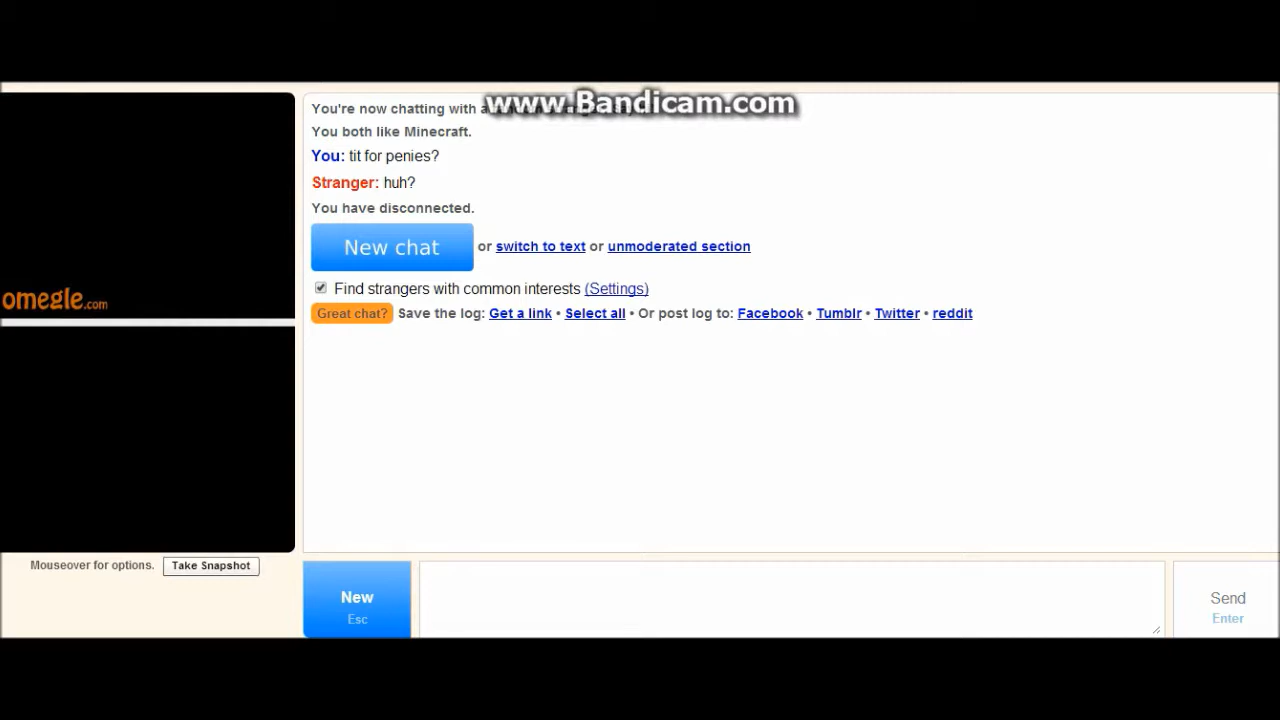 www.Bandicam.com
You're now chatting with a
You both like Minecraft.
You: tit for penies?
Stranger: huh?
You have disconnected.
New chat or switch to text or unmoderated section
Find strangers with common interests (Settings)
Great chat? Save the log: Get a link • Select all • Or post log to: Facebook • Tumblr • Twitter • reddit
omegle.com
Mouseover for options. Take Snapshot
New
Esc
Send
Enter